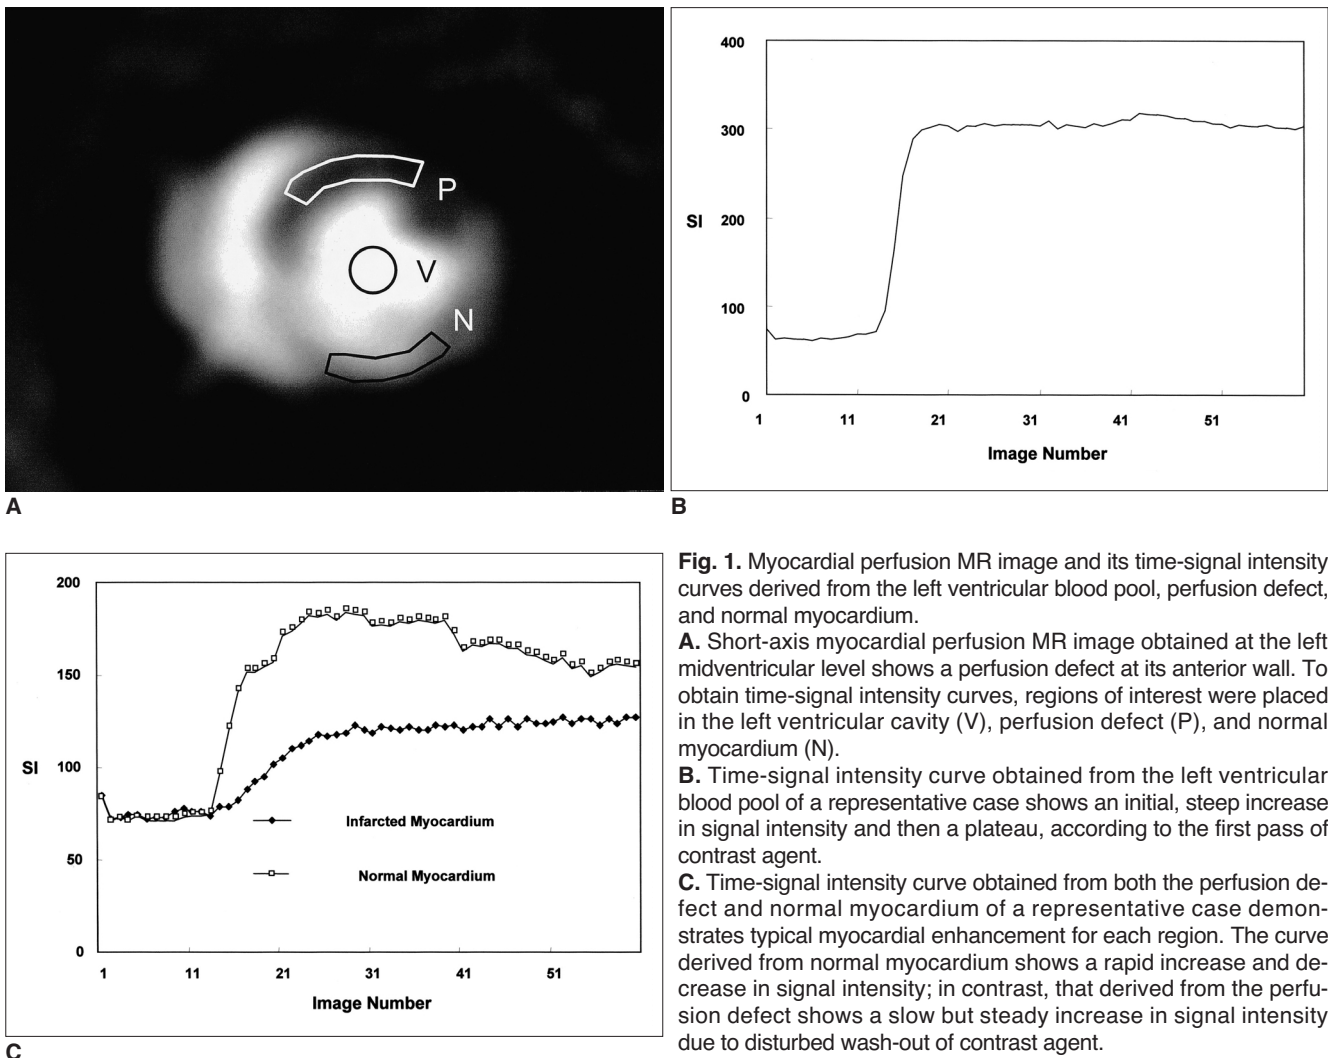 P
V
N
A
400
300
SI 200
100
0
1 11 21 31 41 51
Image Number
B
200
150
SI 100
Infarcted Myocardium
50 Normal Myocardium
0
1 11 21 31 41 51
Image Number
C
Fig. 1. Myocardial perfusion MR image and its time-signal intensity
curves derived from the left ventricular blood pool, perfusion defect,
and normal myocardium.
A. Short-axis myocardial perfusion MR image obtained at the left
midventricular level shows a perfusion defect at its anterior wall. To
obtain time-signal intensity curves, regions of interest were placed
in the left ventricular cavity (V), perfusion defect (P), and normal
myocardium (N).
B. Time-signal intensity curve obtained from the left ventricular
blood pool of a representative case shows an initial, steep increase
in signal intensity and then a plateau, according to the first pass of
contrast agent.
C. Time-signal intensity curve obtained from both the perfusion de-
fect and normal myocardium of a representative case demon-
strates typical myocardial enhancement for each region. The curve
derived from normal myocardium shows a rapid increase and de-
crease in signal intensity; in contrast, that derived from the perfu-
sion defect shows a slow but steady increase in signal intensity
due to disturbed wash-out of contrast agent.